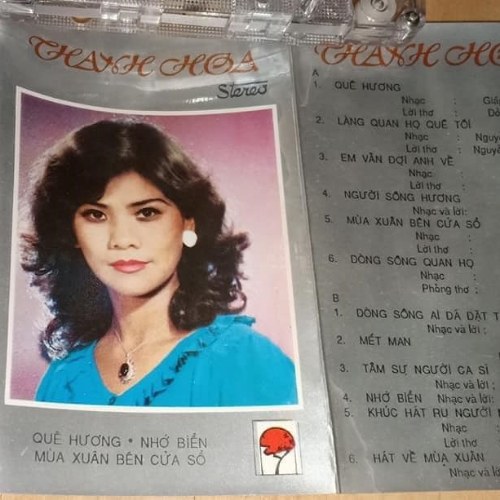 THANH HOA
Stereo
QUÊ HƯƠNG • NHỚ BIỂN
MÙA XUÂN BÊN CỬA SỔ
THANH
A
1. QUÊ HƯƠNG
Nhạc :
Lời thơ :
2. LÀNG QUAN HỌ QUÊ TÔI
Nhạc :
Lời thơ :
3. EM VẪN ĐỢI ANH VỀ
Nhạc :
Lời thơ :
4. NGƯỜI SÔNG HƯƠNG
Nhạc và lời:
5. MÙA XUÂN BÊN CỬA SỔ
Nhạc :
Lời thơ :
6. DÒNG SÔNG QUAN HỌ
Nhạc :
Phỏng thơ :
B
1. DÒNG SÔNG AI ĐÃ ĐẶT
Nhạc và lời:
2. MẾT MAN
3. TÂM SỰ NGƯỜI CA SĨ
Nhạc và lời:
4. NHỚ BIỂN Nhạc và lời:
5. KHÚC HÁT RU NGƯỜI
Nhạc :
Lời thơ
6. HÁT VỀ MÙA XUÂN
Nhạc và lời